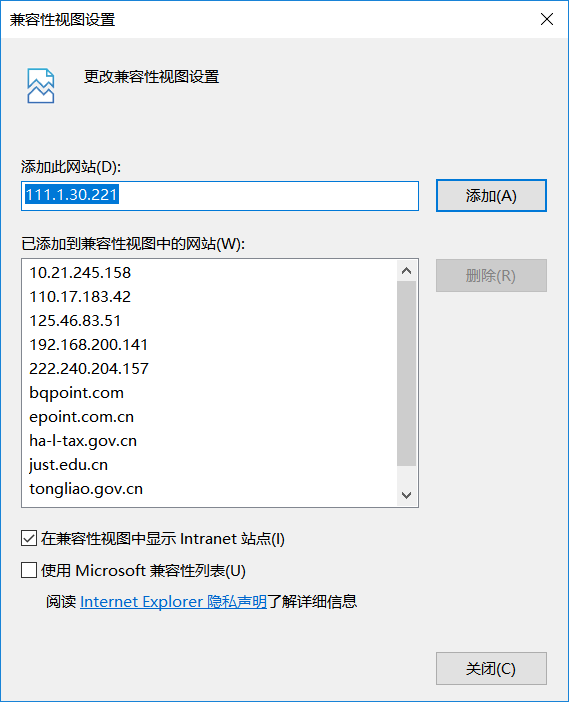 兼容性视图设置
更改兼容性视图设置
添加此网站(D):
111.1.30.221
添加(A)
已添加到兼容性视图中的网站(W):
10.21.245.158
删除(R)
110.17.183.42
125.46.83.51
192.168.200.141
222.240.204.157
bqpoint.com
epoint.com.cn
ha-l-tax.gov.cn
just.edu.cn
tongliao.gov.cn
在兼容性视图中显示 Intranet 站点(I)
使用 Microsoft 兼容性列表(U)
阅读 Internet Explorer 隐私声明了解详细信息
关闭(C)